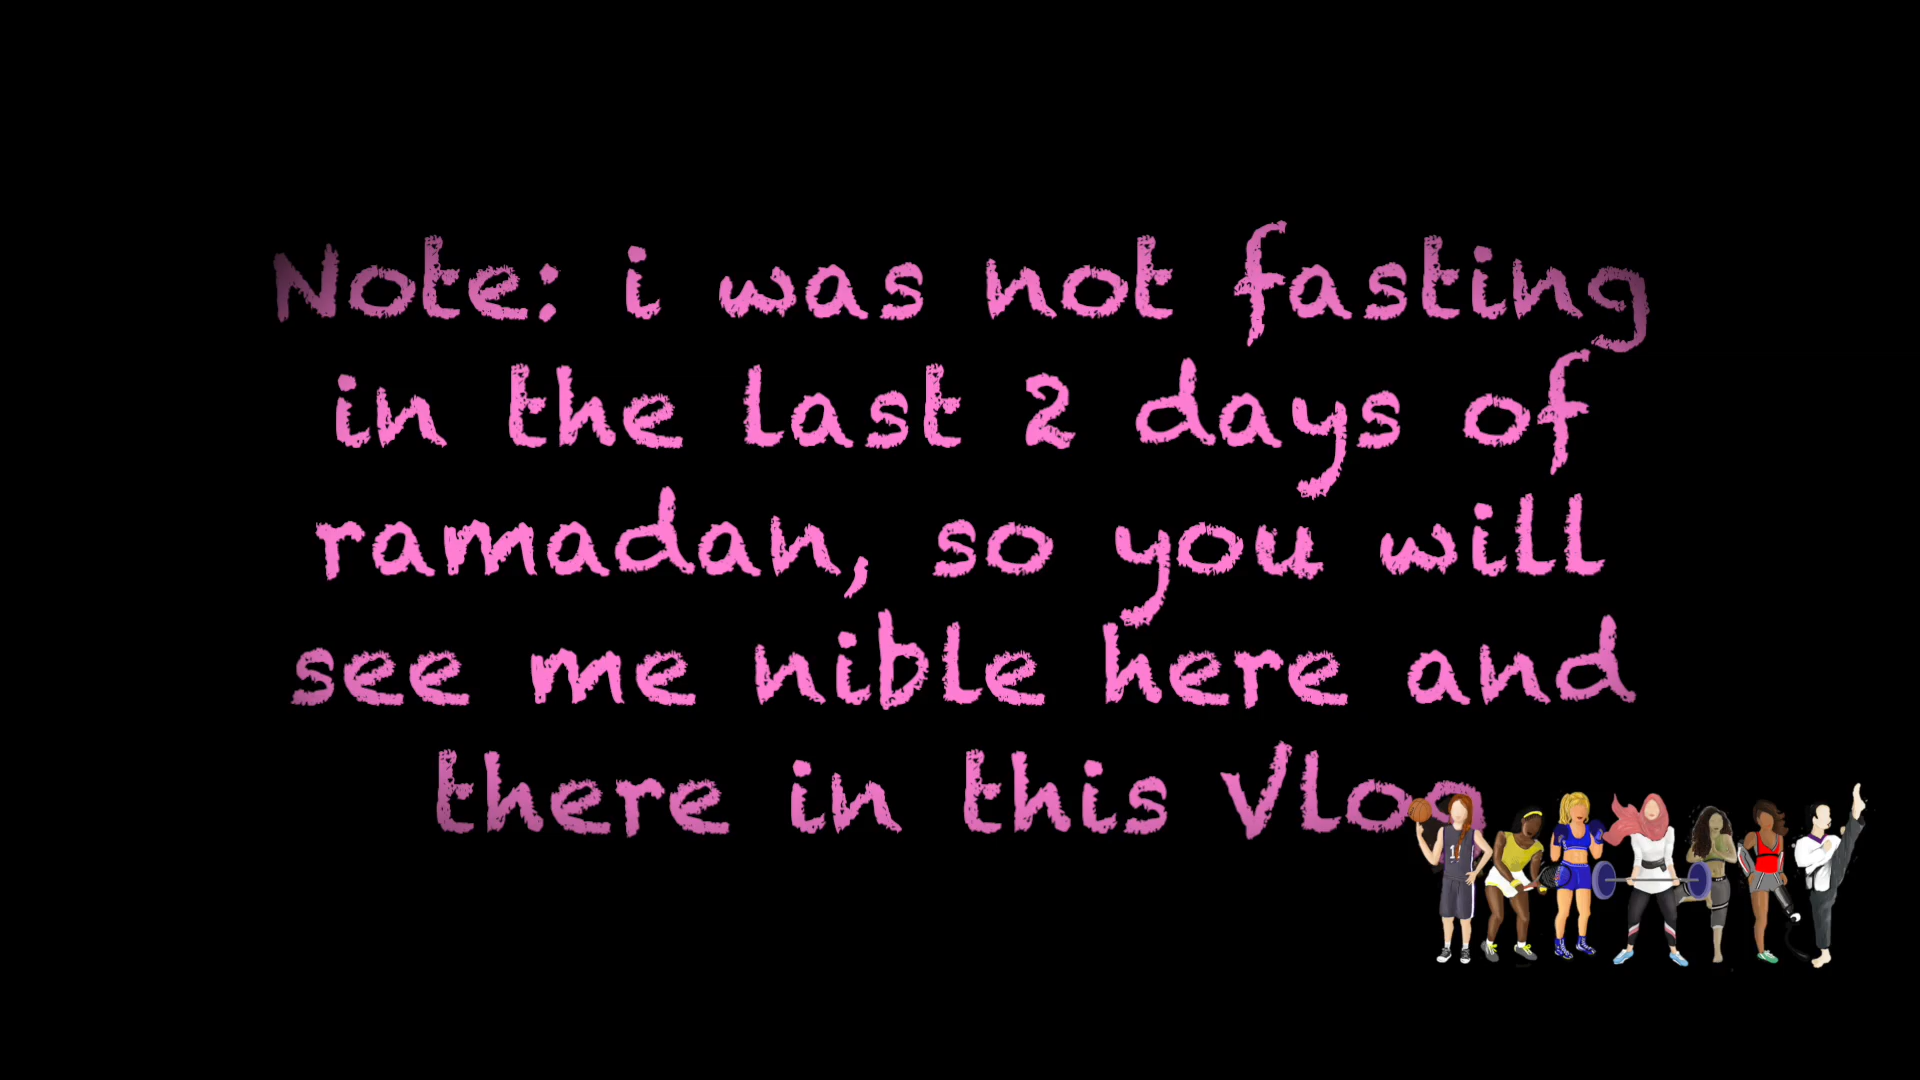 Note: i was not fasting
in the last 2 days of
ramadan, so you will
see me nible here and
there in this Vlog